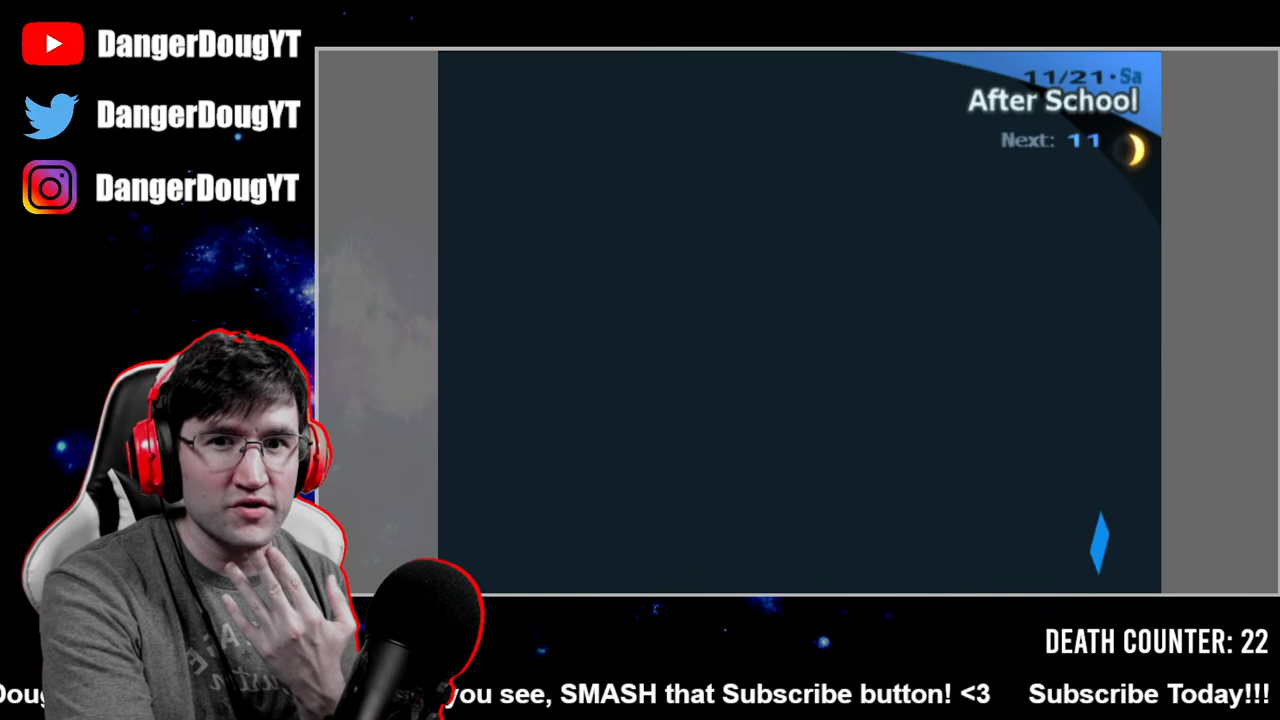 DangerDougYT
DangerDougYT
DangerDougYT
11/21·Sa
After School
Next: 11
DEATH COUNTER: 22
you see, SMASH that Subscribe button! <3 Subscribe Today!!!